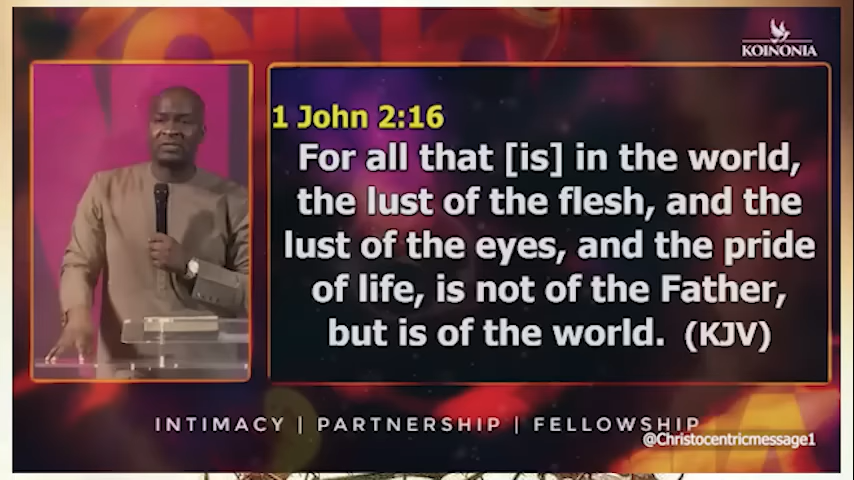 KOINONIA
1 John 2:16
For all that [is] in the world,
the lust of the flesh, and the
lust of the eyes, and the pride
of life, is not of the Father,
but is of the world. (KJV)
INTIMACY | PARTNERSHIP | FELLOWSHIP
@Christocentricmessage1